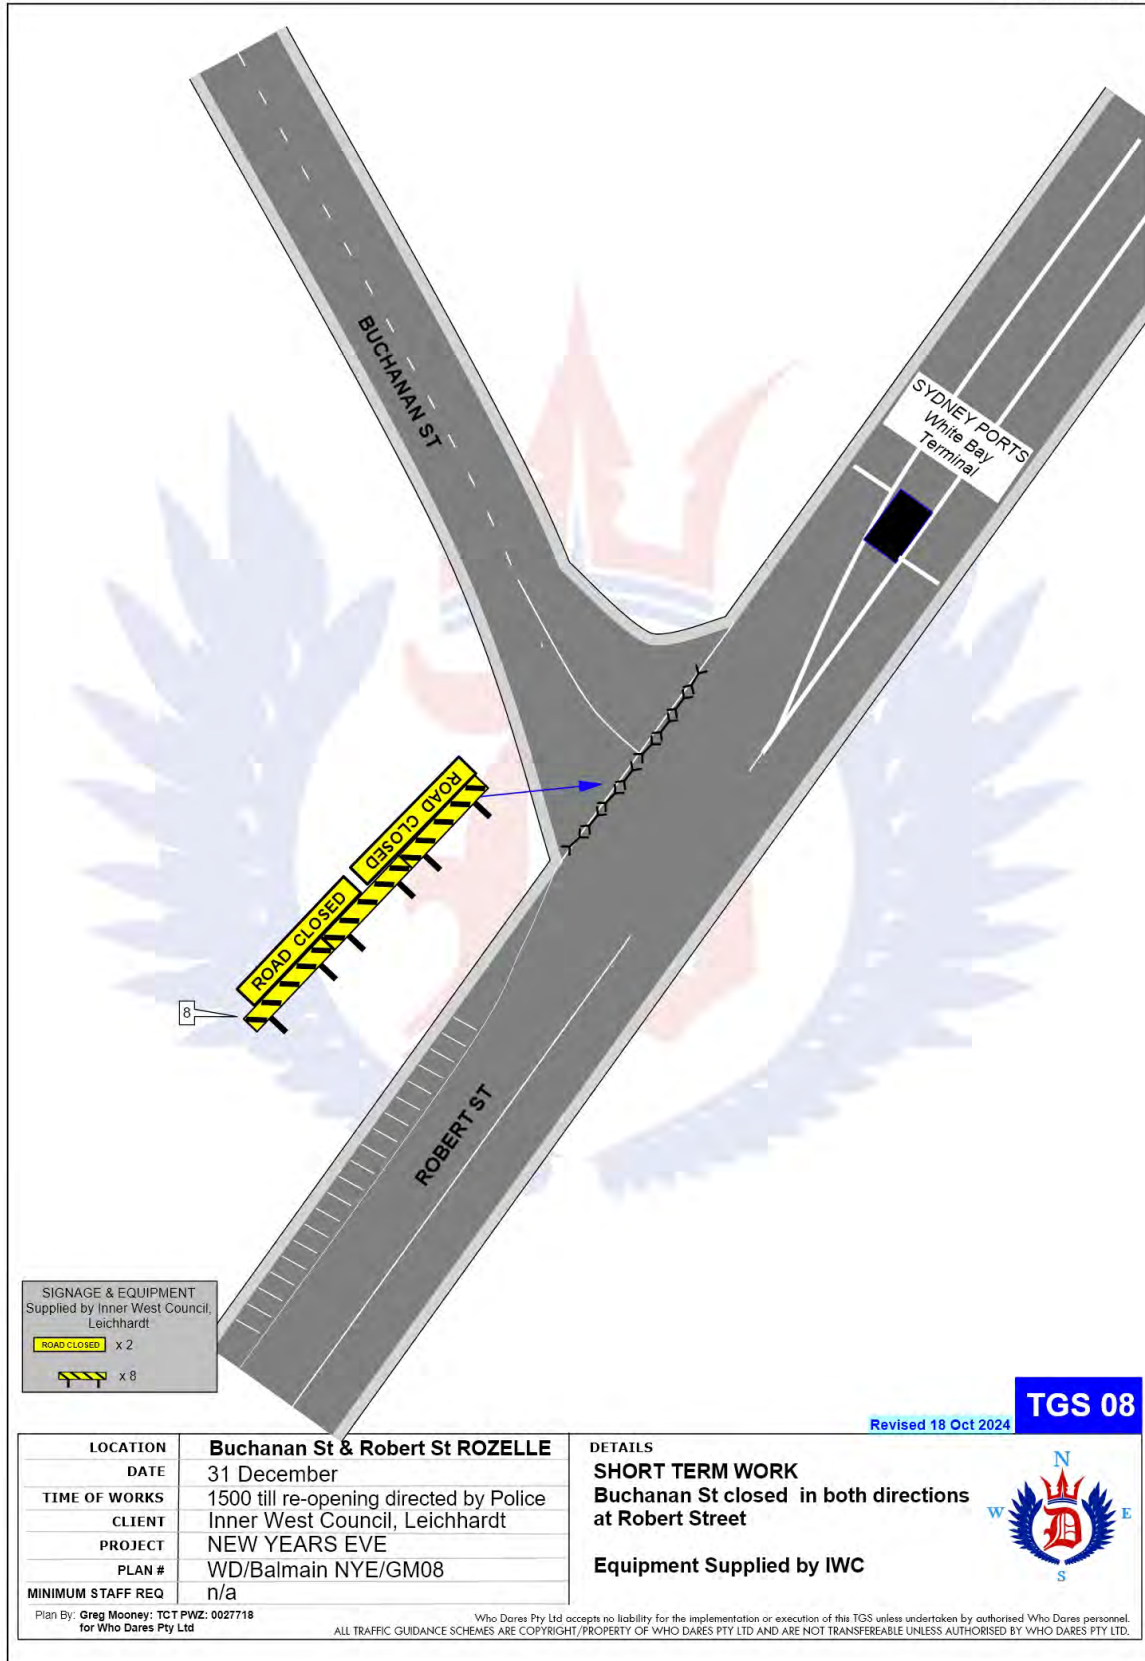 BUCHANAN ST
SYDNEY PORTS
White Bay
Terminal
ROAD CLOSED
ROAD CLOSED
8
ROBERT ST
SIGNAGE & EQUIPMENT
Supplied by Inner West Council,
Leichhardt
ROAD CLOSED x 2
x 8
TGS 08
Revised 18 Oct 2024
LOCATION Buchanan St & Robert St ROZELLE
DATE 31 December
TIME OF WORKS 1500 till re-opening directed by Police
CLIENT Inner West Council, Leichhardt
PROJECT NEW YEARS EVE
PLAN # WD/Balmain NYE/GM08
MINIMUM STAFF REQ n/a
DETAILS
SHORT TERM WORK
Buchanan St closed in both directions
at Robert Street
Equipment Supplied by IWC
N
W D E
S
Plan By: Greg Mooney: TCT PWZ: 0027718
for Who Dares Pty Ltd
Who Dares Pty Ltd accepts no liability for the implementation or execution of this TGS unless undertaken by authorised Who Dares personnel.
ALL TRAFFIC GUIDANCE SCHEMES ARE COPYRIGHT/PROPERTY OF WHO DARES PTY LTD AND ARE NOT TRANSFEREABLE UNLESS AUTHORISED BY WHO DARES PTY LTD.